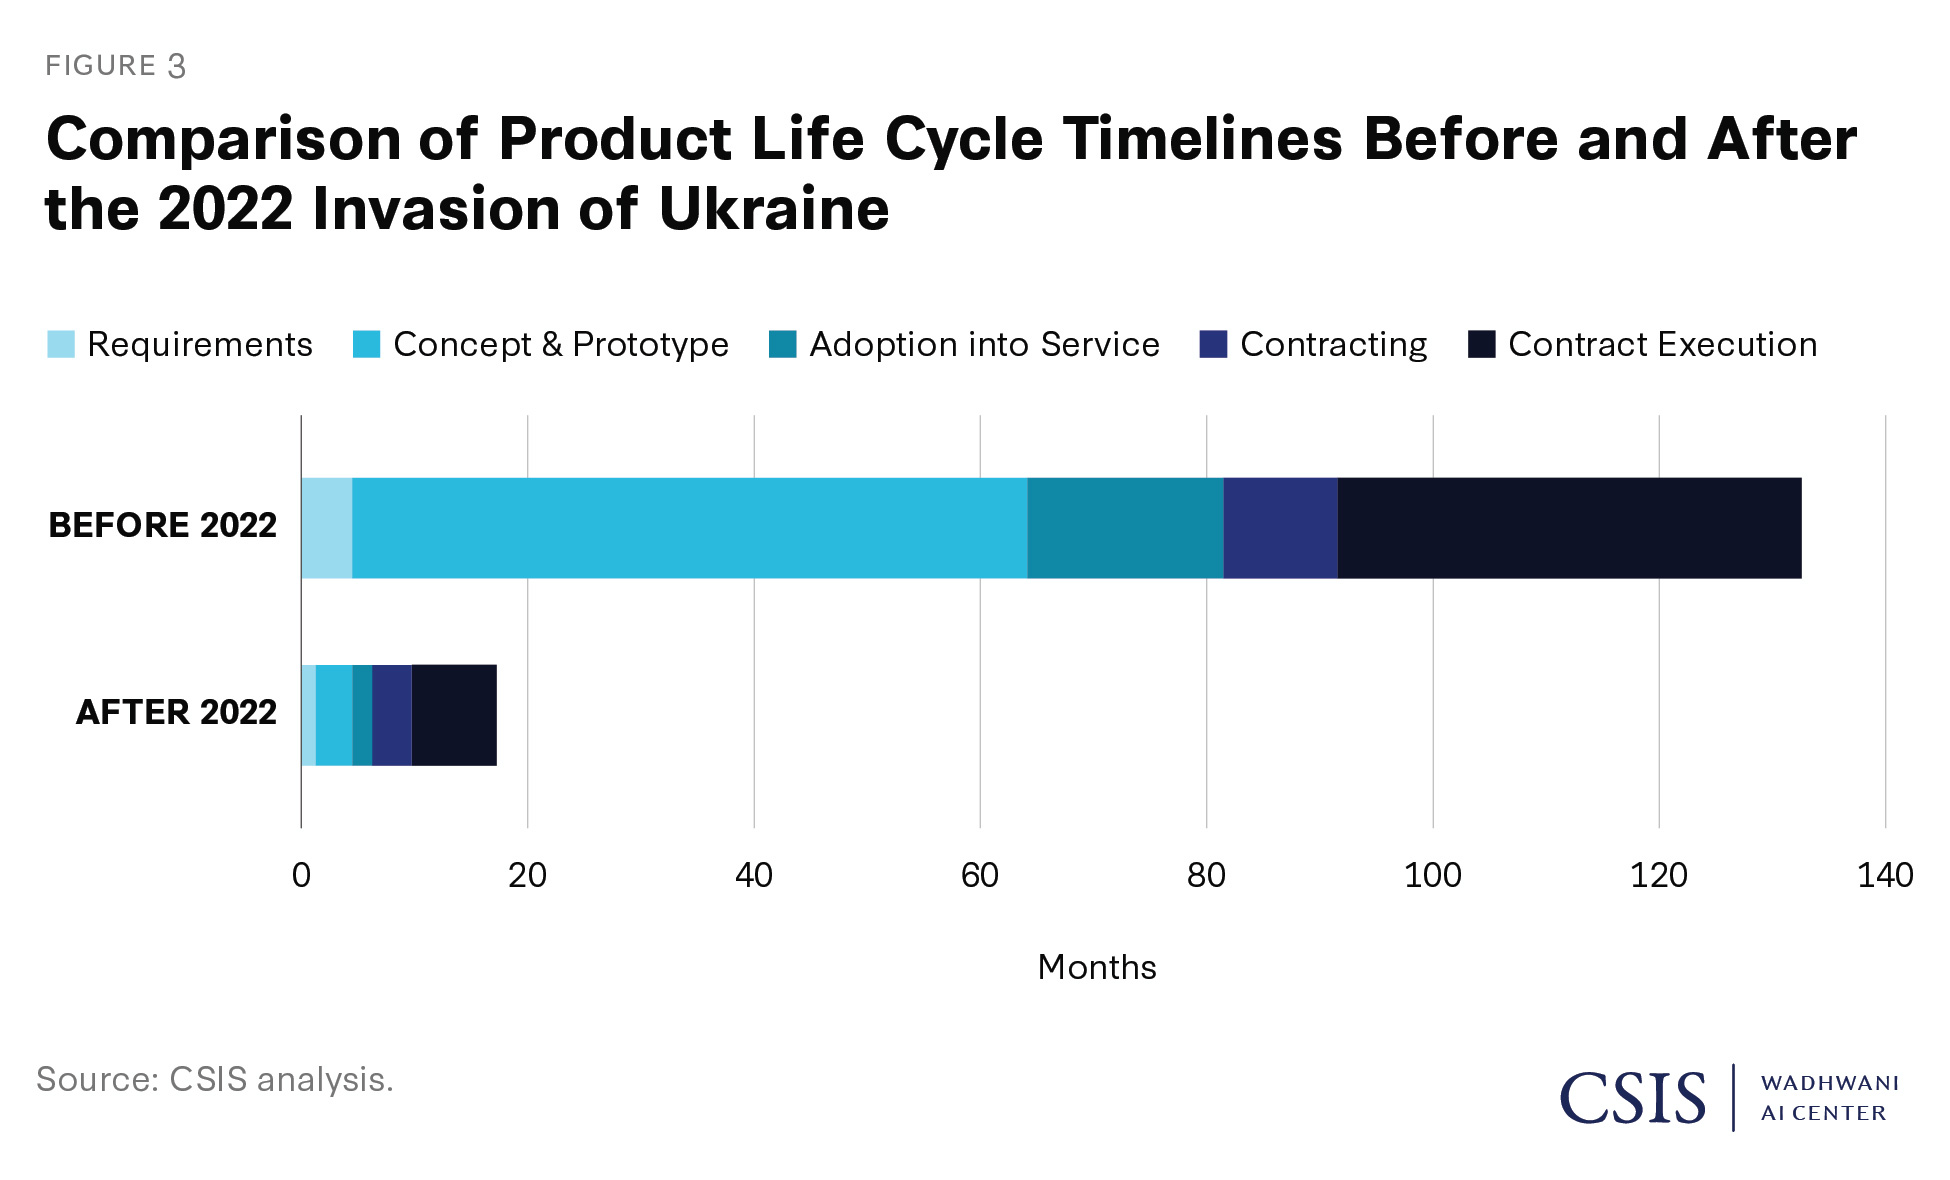 FIGURE 3
Comparison of Product Life Cycle Timelines Before and After
the 2022 Invasion of Ukraine
Requirements Concept & Prototype Adoption into Service Contracting Contract Execution
BEFORE 2022
AFTER 2022
0 20 40 60 80 100 120 140
Months
Source: CSIS analysis.
CSIS
WADHWANI
AI CENTER